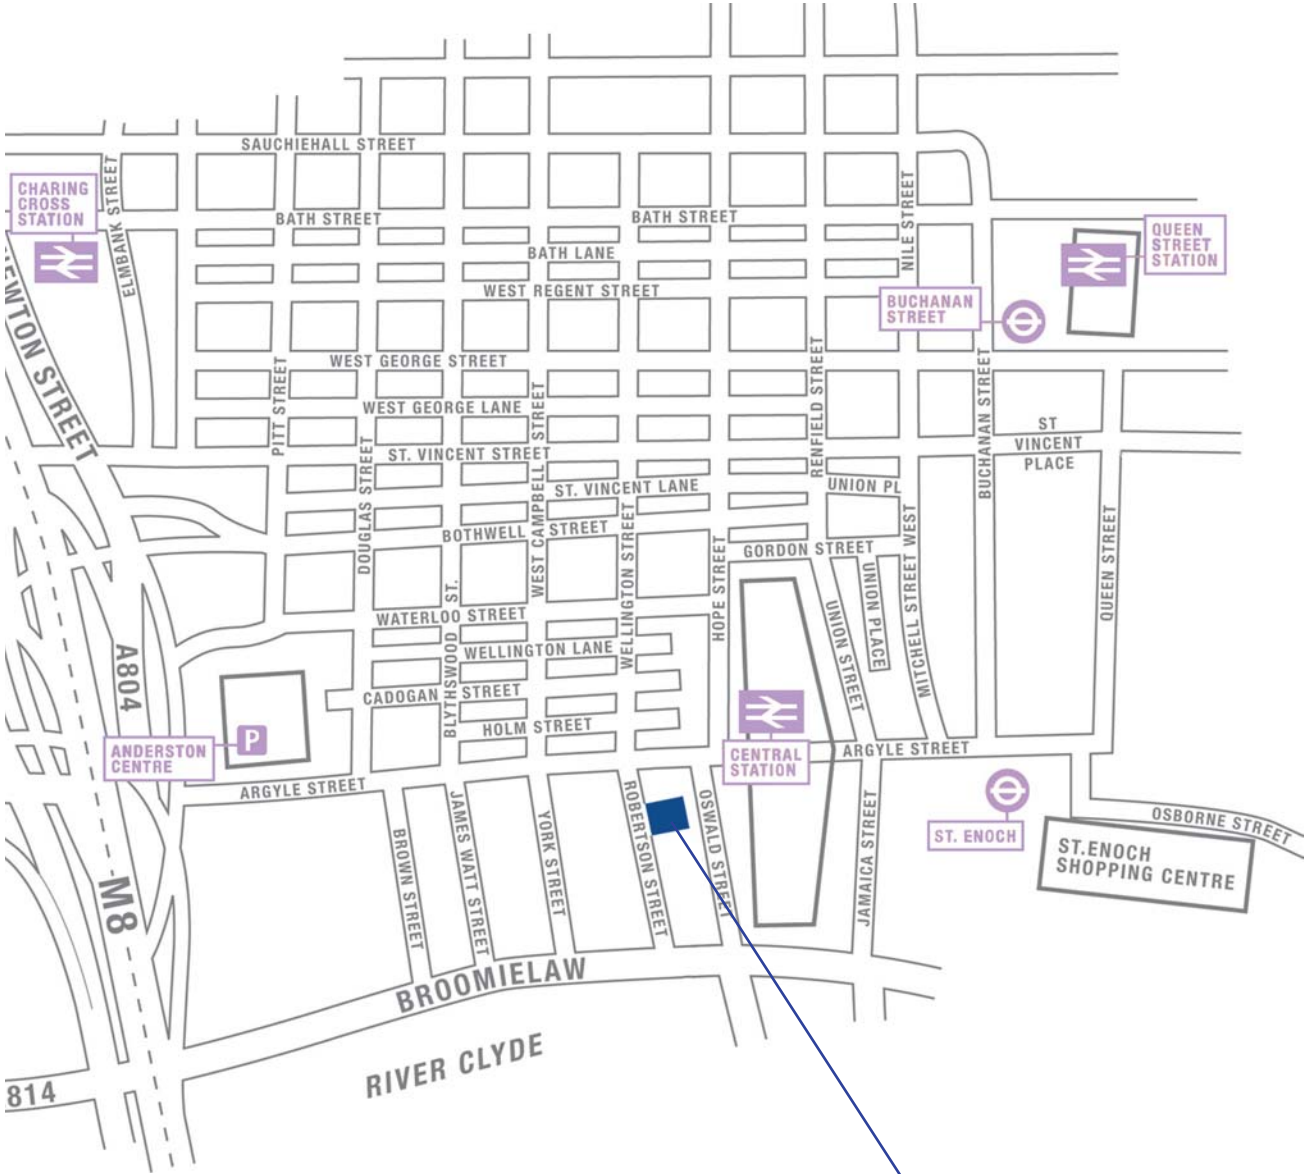 SAUCHIEHALL STREET
CHARING
CROSS
STATION
ELMBANK STREET
BATH STREET
BATH STREET
NILE STREET
QUEEN
STREET
STATION
BATH LANE
WEST REGENT STREET
BUCHANAN
STREET
EWTON STREET
WEST GEORGE STREET
PITT STREET
RENFIELD STREET
BUCHANAN STREET
WEST GEORGE LANE
WEST CAMPBELL STREET
ST
VINCENT
PLACE
DOUGLAS STREET
ST. VINCENT STREET
ST. VINCENT LANE
UNION PL
BOTHWELL STREET
WELLINGTON STREET
HOPE STREET
GORDON STREET
MITCHELL STREET WEST
QUEEN STREET
UNION PLACE
UNION STREET
BLYTHSWOOD ST.
WATERLOO STREET
WELLINGTON LANE
A804
CADOGAN STREET
HOLM STREET
P
ANDERSTON
CENTRE
CENTRAL
STATION
ARGYLE STREET
ARGYLE STREET
BROWN STREET
JAMES WATT STREET
YORK STREET
ROBERTSON STREET
OSWALD STREET
JAMAICA STREET
ST. ENOCH
OSBORNE STREET
ST.ENOCH
SHOPPING CENTRE
M8
BROOMIELAW
RIVER CLYDE
814